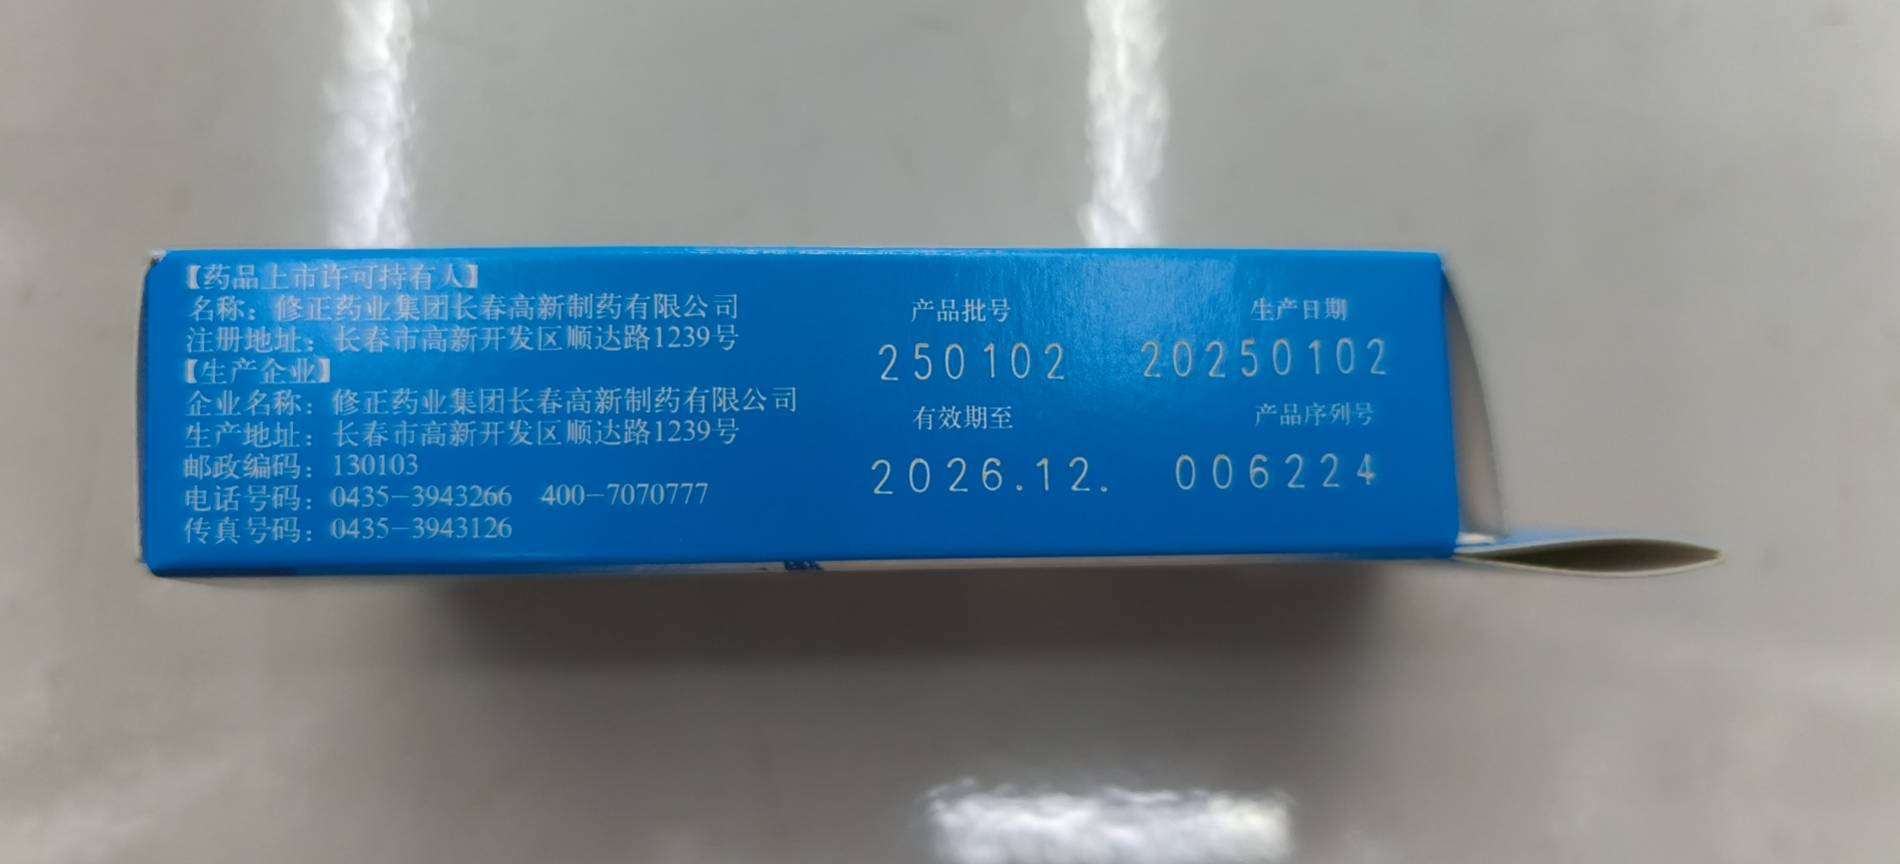 【药品上市许可持有人】
名称：修正药业集团长春高新制药有限公司
注册地址：长春市高新开发区顺达路1239号
【生产企业】
企业名称：修正药业集团长春高新制药有限公司
生产地址：长春市高新开发区顺达路1239号
邮政编码：130103
电话号码：0435-3943266 400-7070777
传真号码：0435-3943126
产品批号 生产日期
250102 20250102
有效期至 产品序列号
2026.12. 006224